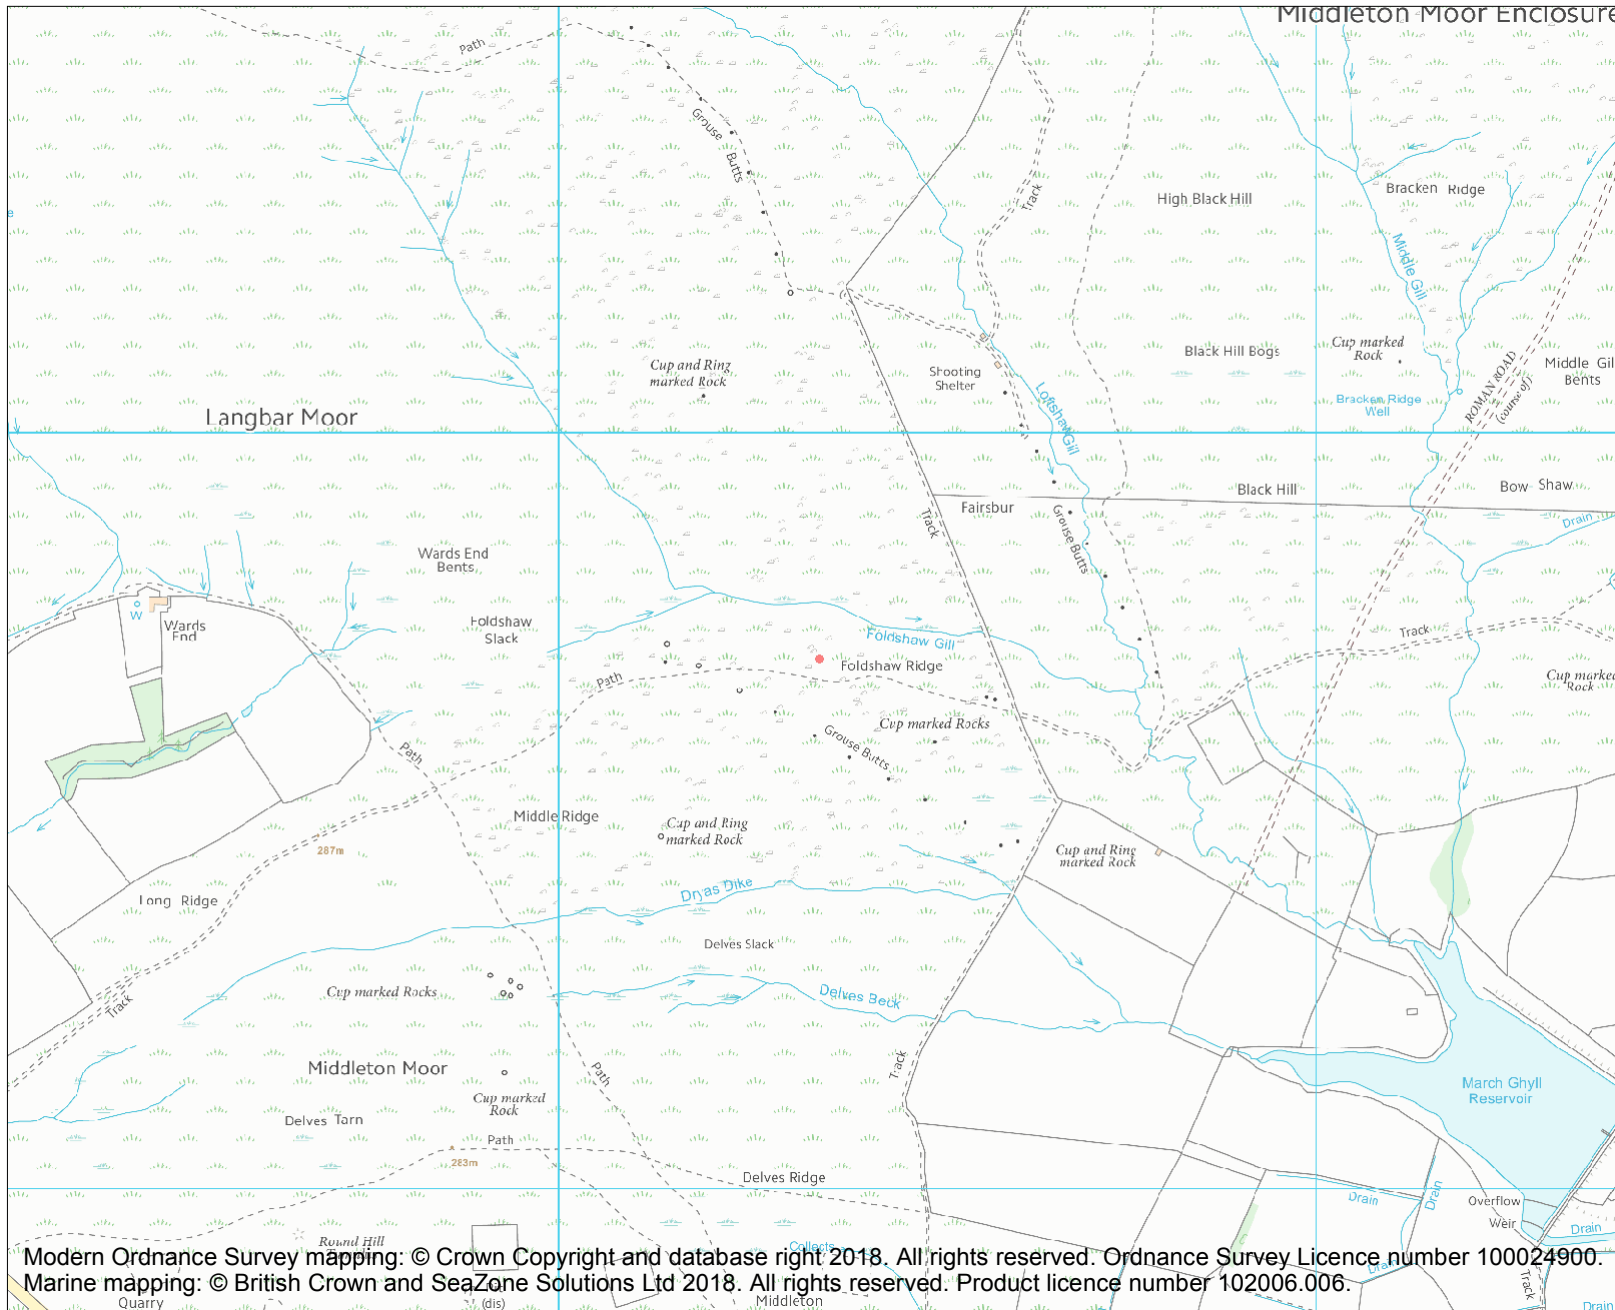 Middleton Moor Enclosure
Path
Grouse
Butts
Track
High Black Hill
Bracken Ridge
Middle Gill
Cup and Ring
marked Rock
Shooting
Shelter
Black Hill Bogs
Cup marked
Rock
Bracken Ridge
Well
ROMAN ROAD
(course of)
Middle Gil
Bents
Langbar Moor
Loftshaw Gill
Track
Fairsbur
Black Hill
Bow Shaw
Drain
Grouse Butts
Wards End
Bents
W
Wards
End
Foldshaw
Slack
Foldshaw Gill
Foldshaw Ridge
Track
Path
Cup marked
Rock
Cup marked Rocks
Grouse Butts
Path
Middle Ridge
Cup and Ring
marked Rock
Cup and Ring
marked Rock
287m
Long Ridge
Dryas Dike
Delves Slack
Cup marked Rocks
Delves Beck
Track
Middleton Moor
Path
Track
March Ghyll
Reservoir
Cup marked
Rock
Delves Tarn
Path
283m
Delves Ridge
Drain
Drain
Overflow
Weir
Drain
Round Hill
Collects
Modern Ordnance Survey mapping: © Crown Copyright and database right 2018. All rights reserved. Ordnance Survey Licence number 100024900.
Marine mapping: © British Crown and SeaZone Solutions Ltd 2018. All rights reserved. Product licence number 102006.006.
Drain
Track
Quarry
(dis)
Middleton
Drain